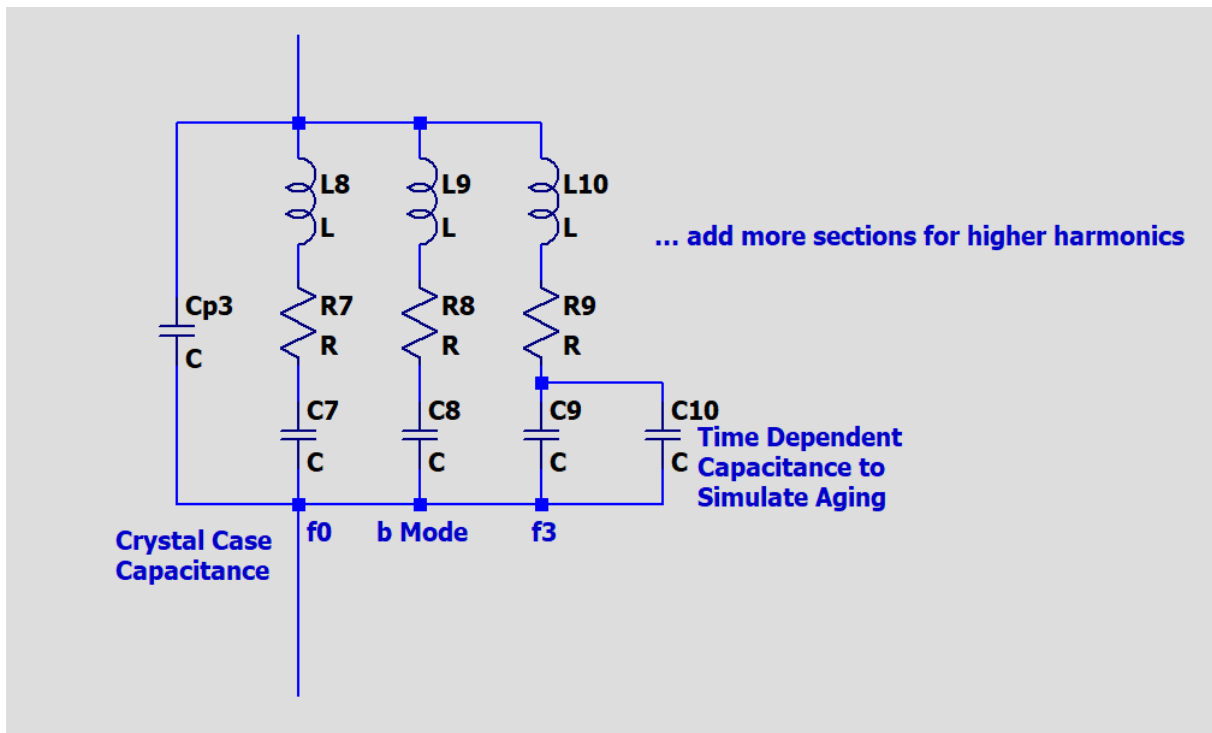 L8
L9
L10
L
L
L
... add more sections for higher harmonics
Cp3
C
R7
R8
R9
R
R
R
C7
C8
C9
C10
C
C
C
C
Time Dependent
Capacitance to
Simulate Aging
Crystal Case
Capacitance
f0
b Mode
f3